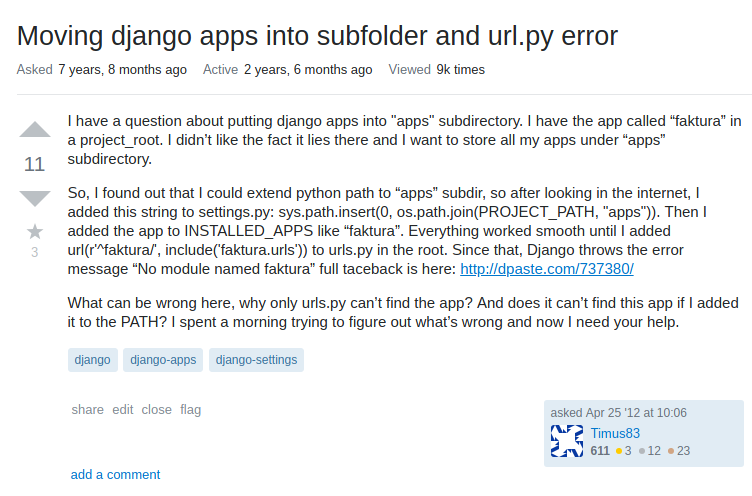 Moving django apps into subfolder and url.py error
Asked 7 years, 8 months ago Active 2 years, 6 months ago Viewed 9k times
I have a question about putting django apps into "apps" subdirectory. I have the app called “faktura” in
a project_root. I didn’t like the fact it lies there and I want to store all my apps under “apps”
11
subdirectory.
So, I found out that I could extend python path to “apps” subdir, so after looking in the internet, I
added this string to settings.py: sys.path.insert(0, os.path.join(PROJECT_PATH, "apps")). Then I
added the app to INSTALLED_APPS like “faktura”. Everything worked smooth until I added
3
url(r'^faktura/', include('faktura.urls')) to urls.py in the root. Since that, Django throws the error
message “No module named faktura” full taceback is here: http://dpaste.com/737380/
What can be wrong here, why only urls.py can’t find the app? And does it can’t find this app if I added
it to the PATH? I spent a morning trying to figure out what’s wrong and now I need your help.
django django-apps django-settings
share edit close flag
asked Apr 25 '12 at 10:06
Timus83
611 3 12 23
add a comment